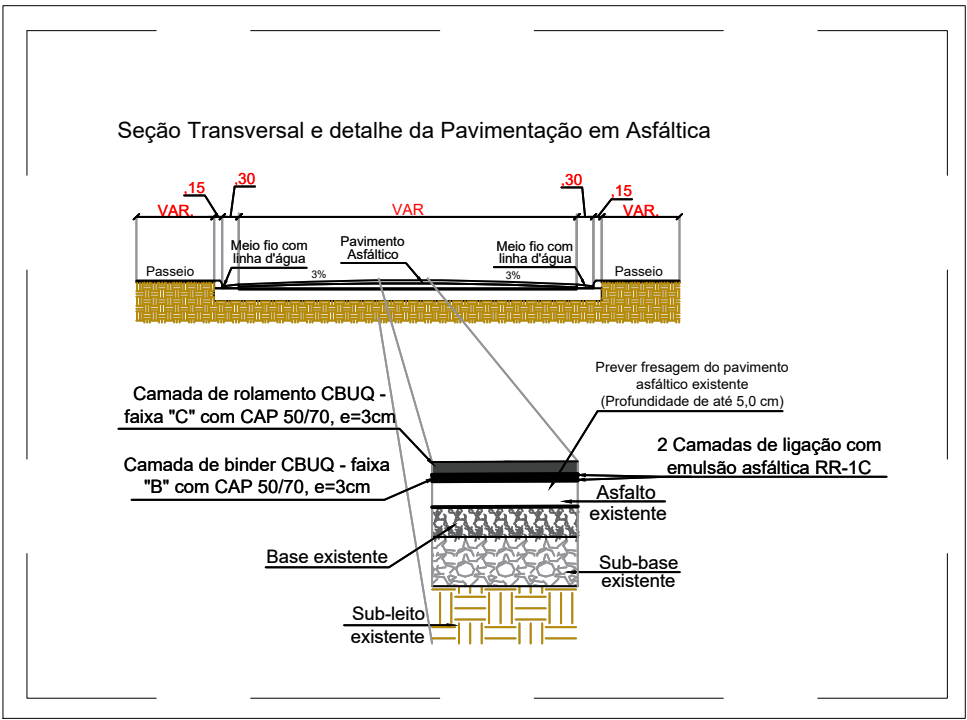 Seção Transversal e detalhe da Pavimentação em Asfáltica
,15
,30
,30
,15
VAR.
VAR
VAR.
Meio fio com
linha d'água
Pavimento
Asfáltico
Meio fio com
linha d'água
Passeio
3%
3%
Passeio
Prever fresagem do pavimento
asfáltico existente
(Profundidade de até 5,0 cm)
Camada de rolamento CBUQ -
faixa "C" com CAP 50/70, e=3cm
2 Camadas de ligação com
emulsão asfáltica RR-1C
Camada de binder CBUQ - faixa
"B" com CAP 50/70, e=3cm
Asfalto
existente
Base existente
Sub-base
existente
Sub-leito
existente